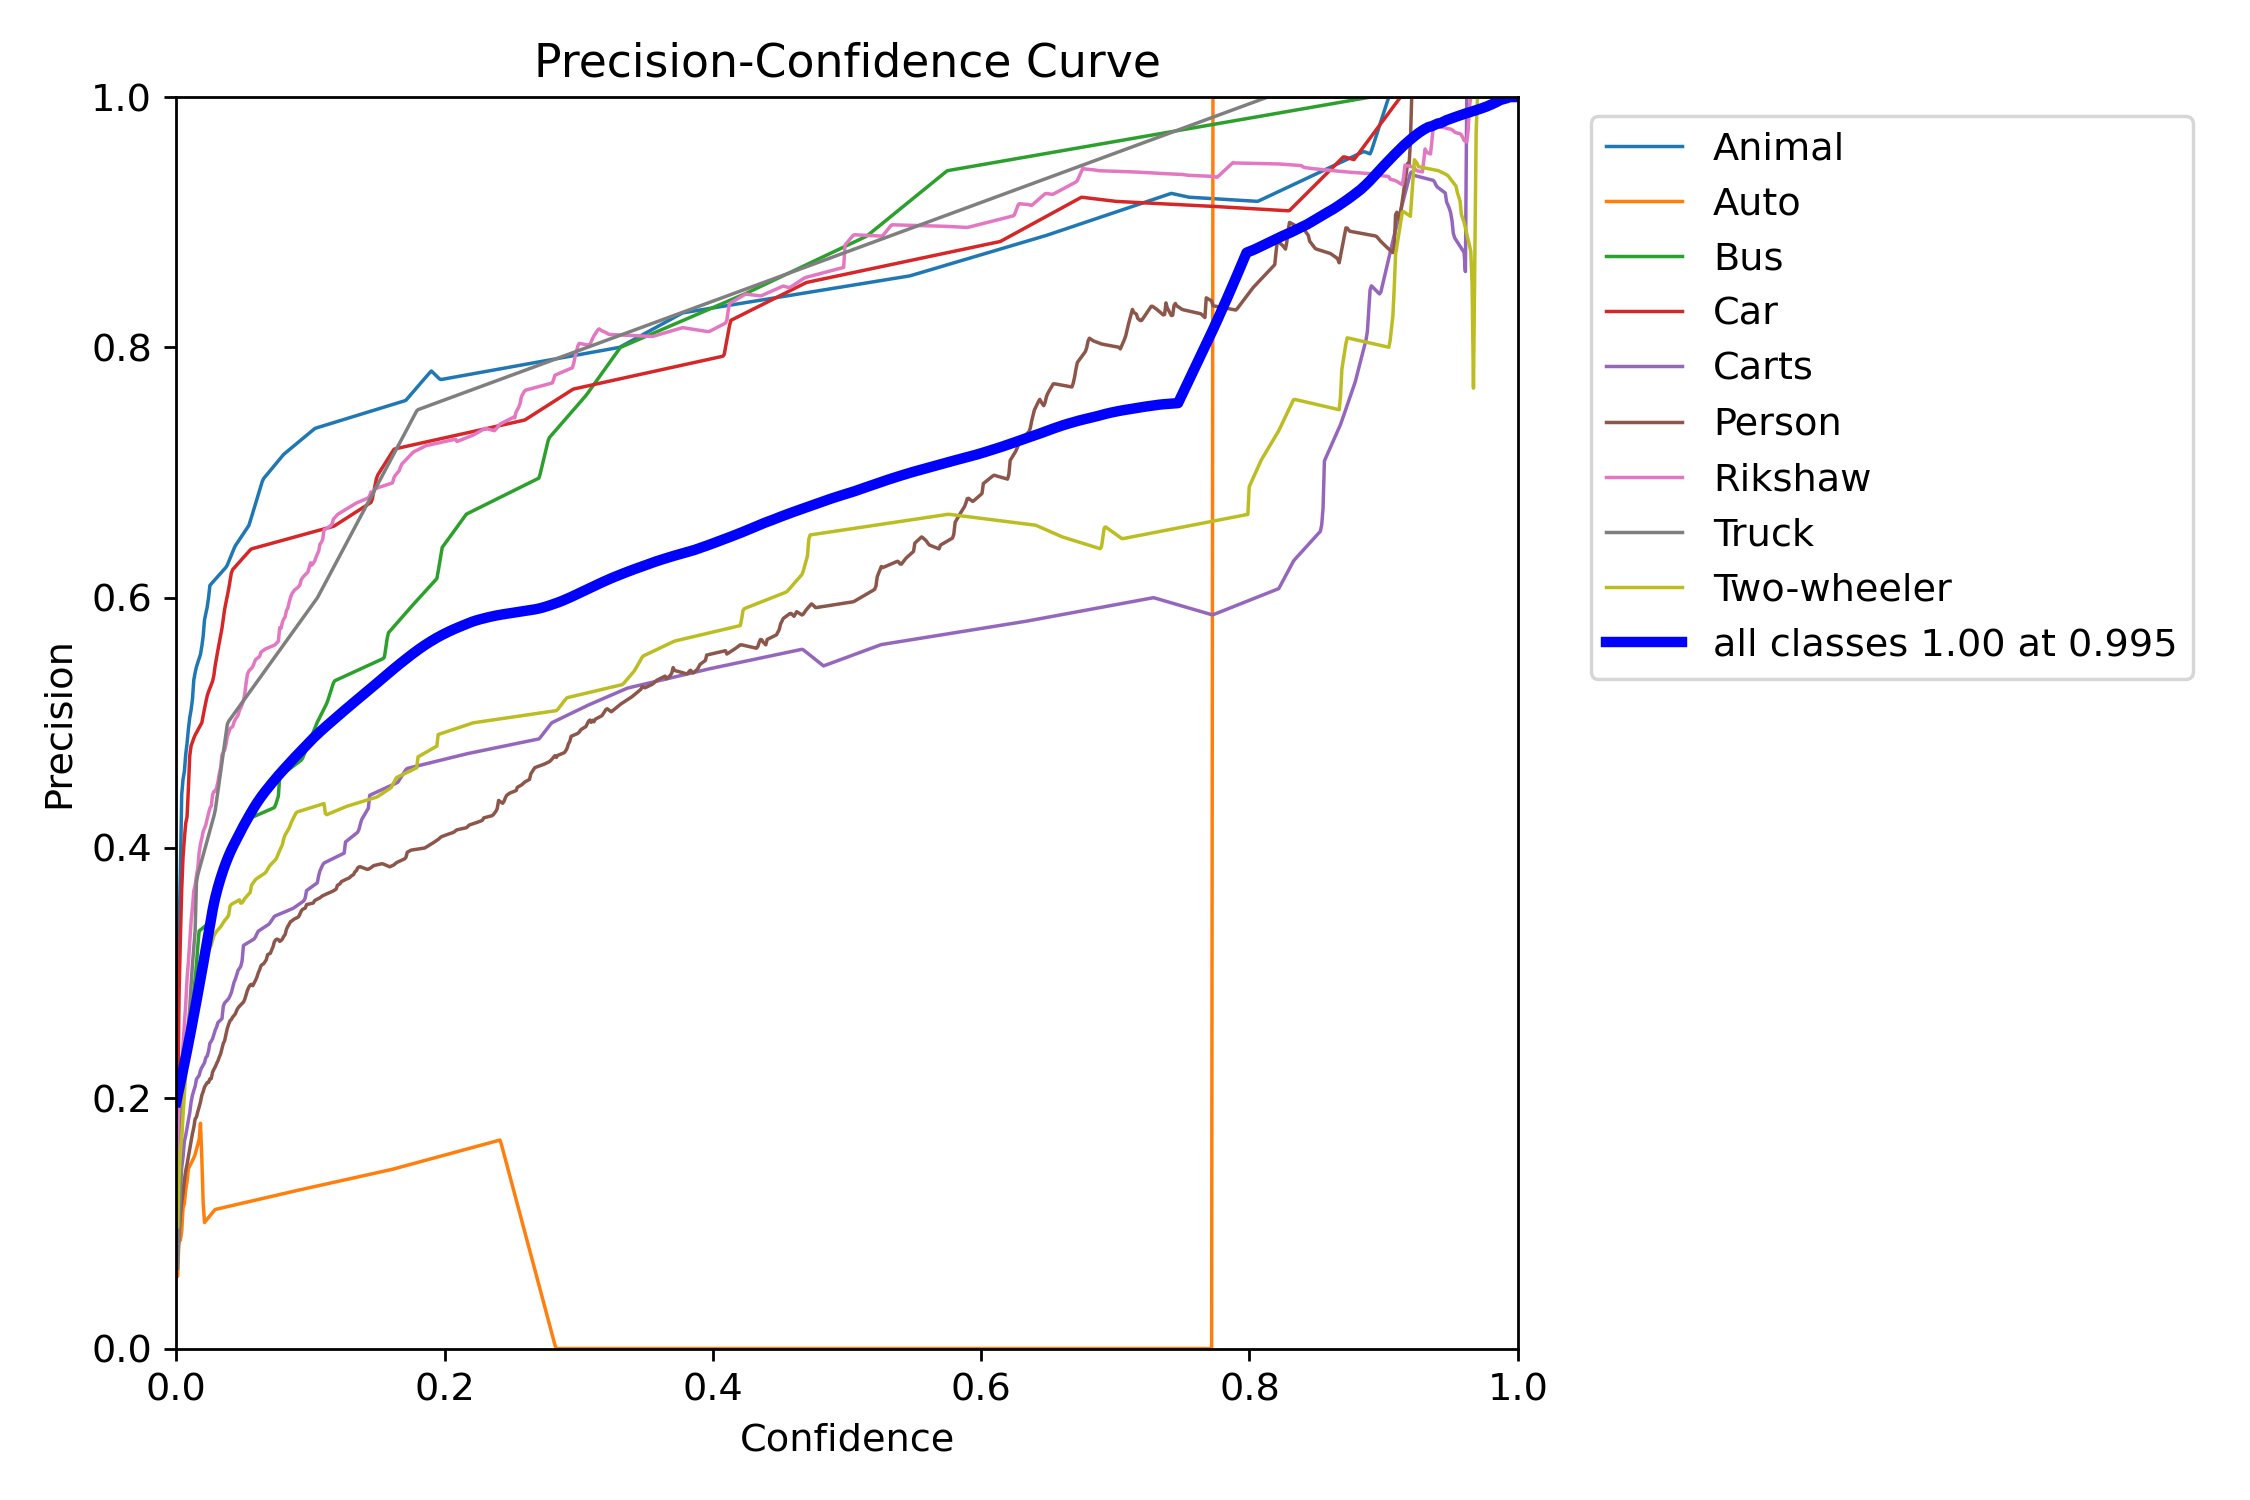 Precision-Confidence Curve
1.0
0.8
0.6
0.4
0.2
0.0
Precision
0.0 0.2 0.4 0.6 0.8 1.0
Confidence
Animal
Auto
Bus
Car
Carts
Person
Rikshaw
Truck
Two-wheeler
all classes 1.00 at 0.995